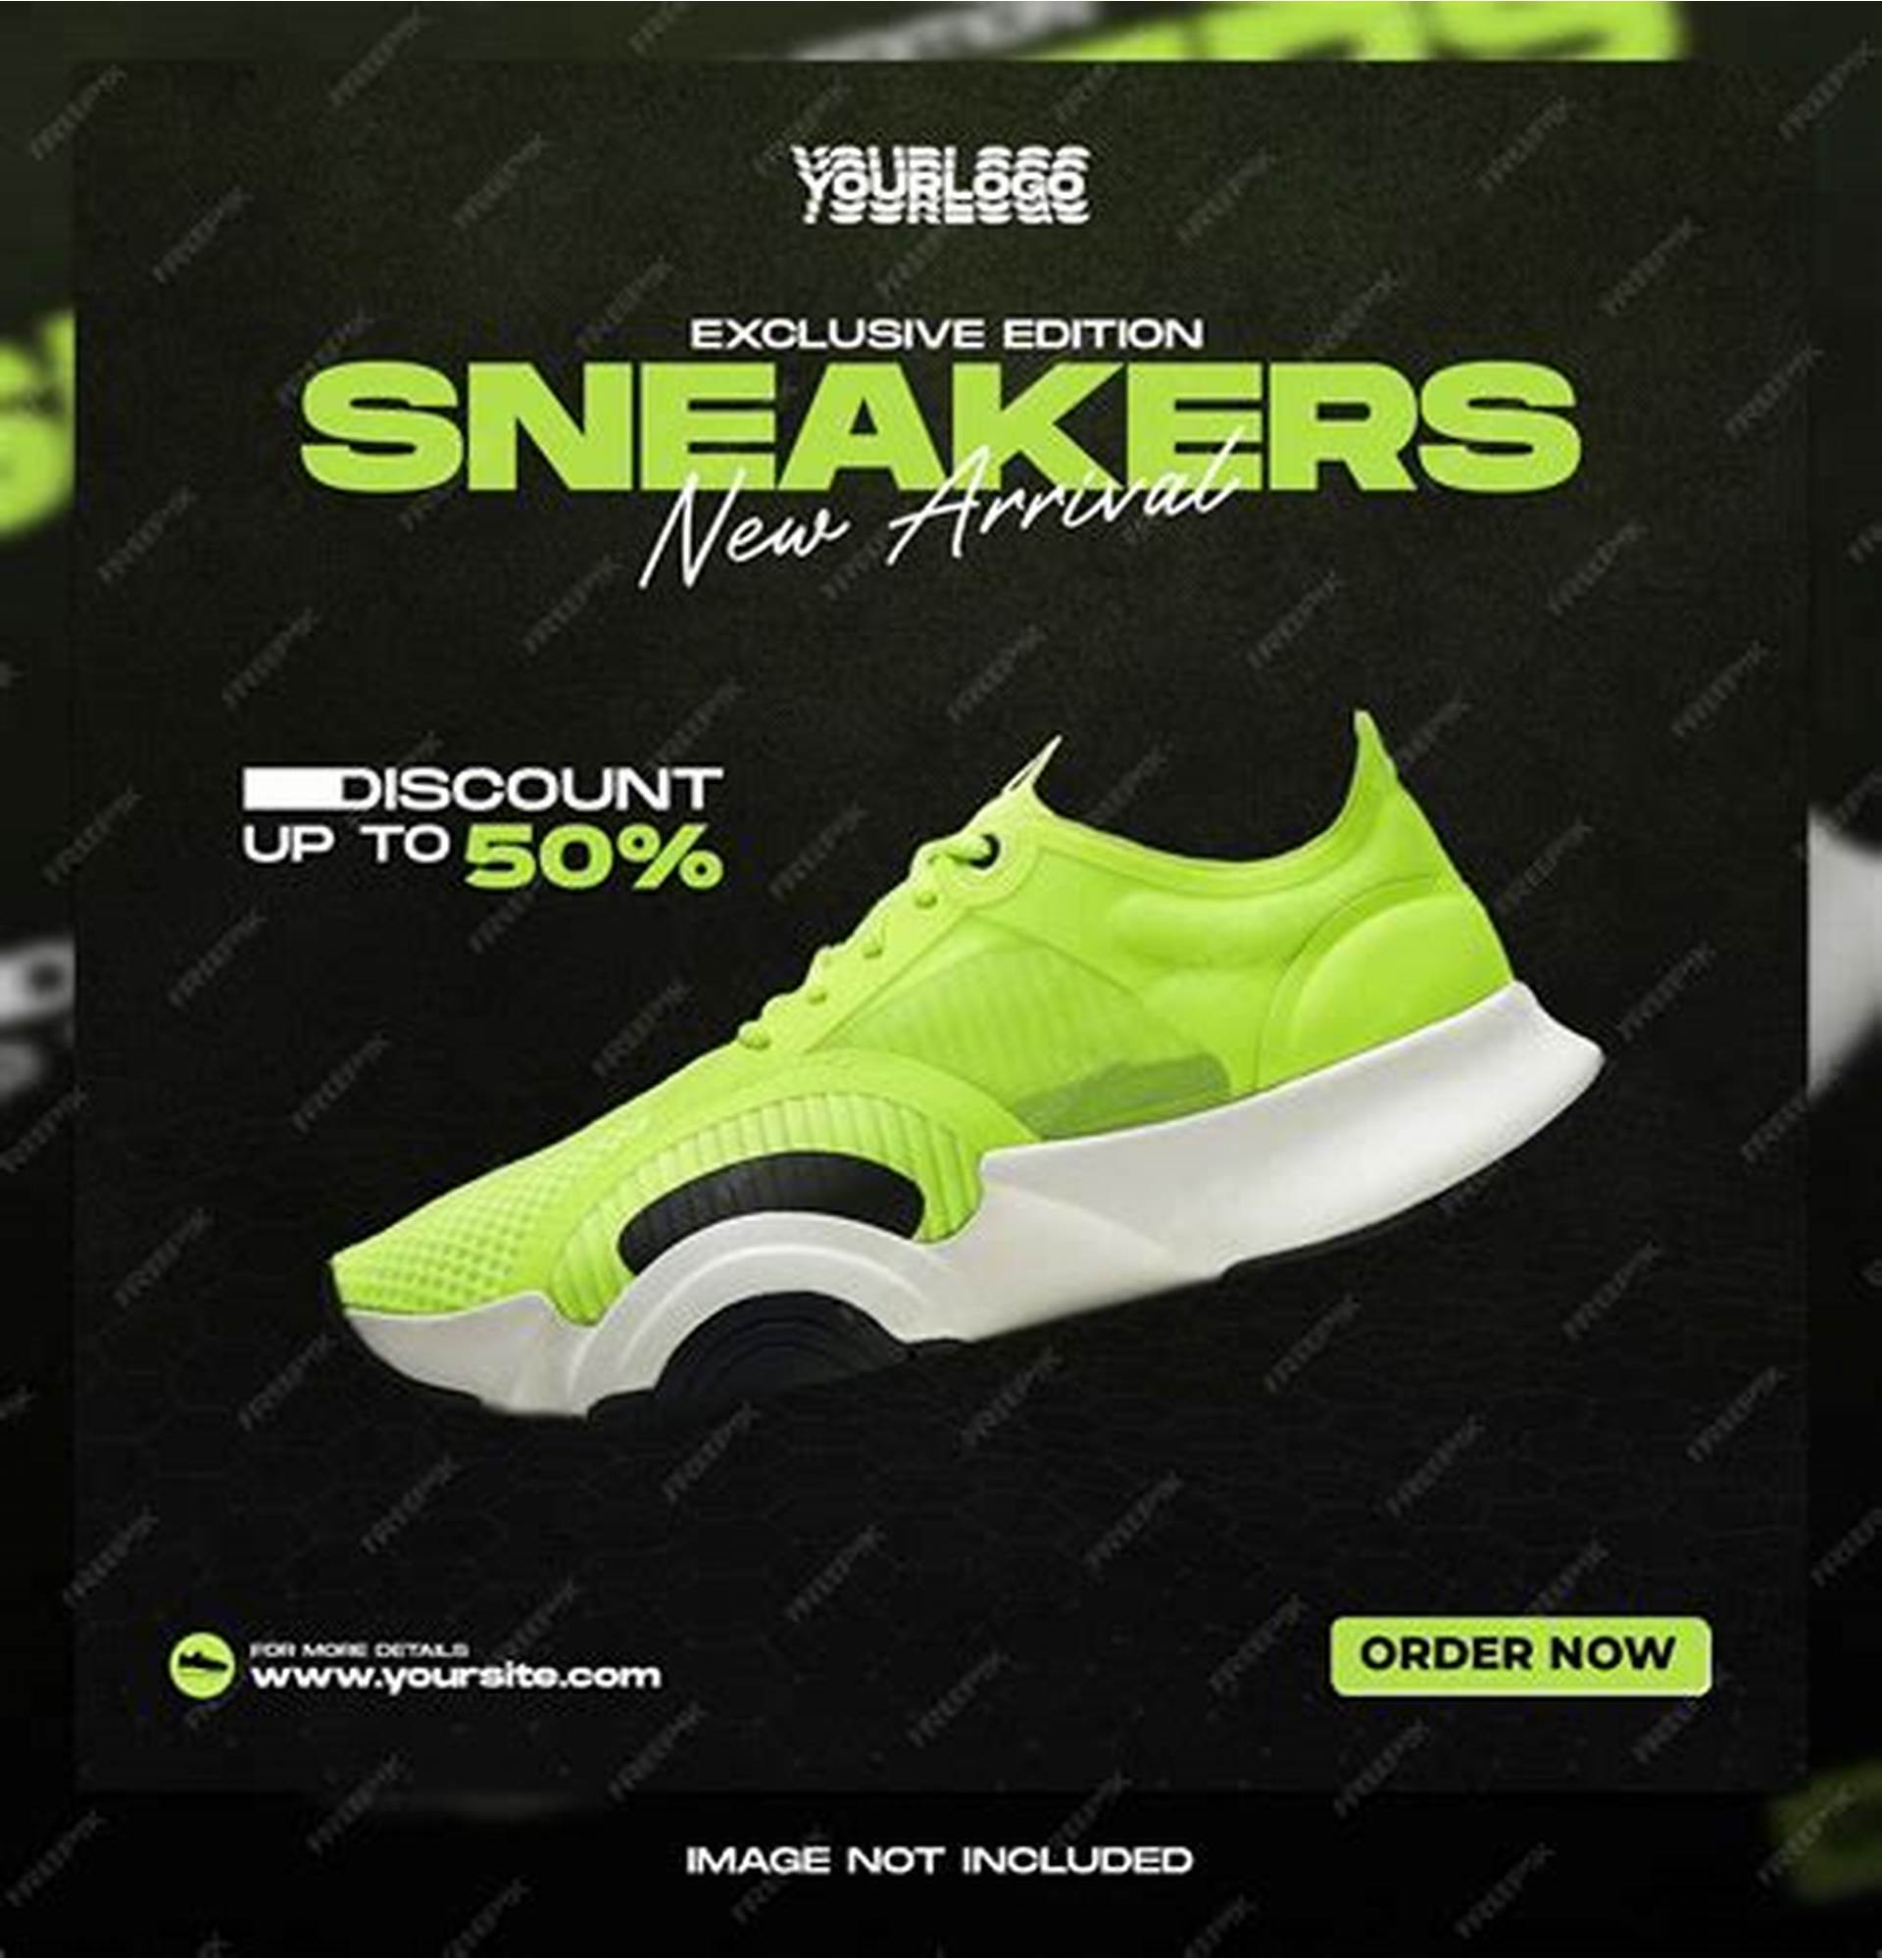 YOURLOGO
EXCLUSIVE EDITION
SNEAKERS
New Arrival
DISCOUNT
UP TO 50%
FOR MORE DETAILS
www.yoursite.com
ORDER NOW
IMAGE NOT INCLUDED